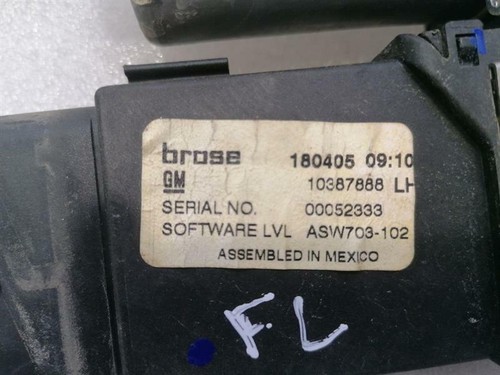 brose 180405 09:10
GM 10387888 LH
SERIAL NO. 00052333
SOFTWARE LVL ASW703-102
ASSEMBLED IN MEXICO
FL